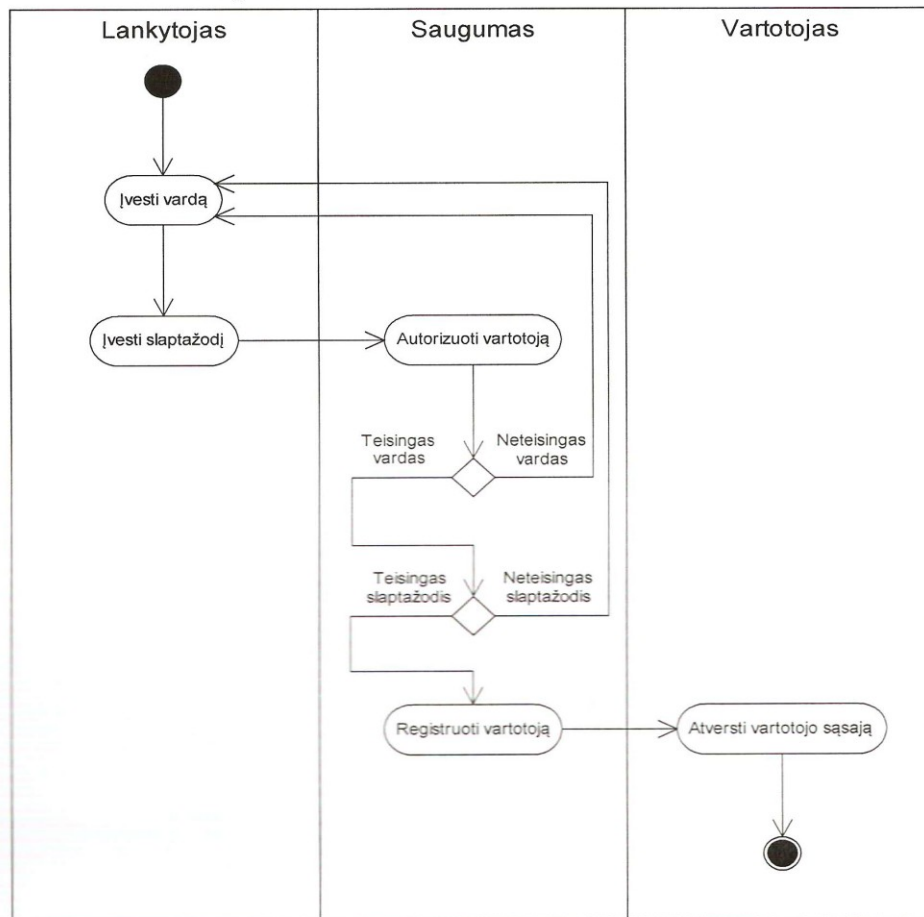 Lankytojas
Saugumas
Vartotojas
Įvesti vardą
Įvesti slaptažodį
Autorizuoti vartotoją
Teisingas
vardas
Neteisingas
vardas
Teisingas
slaptažodis
Neteisingas
slaptažodis
Registruoti vartotoją
Atversti vartotojo sąsają